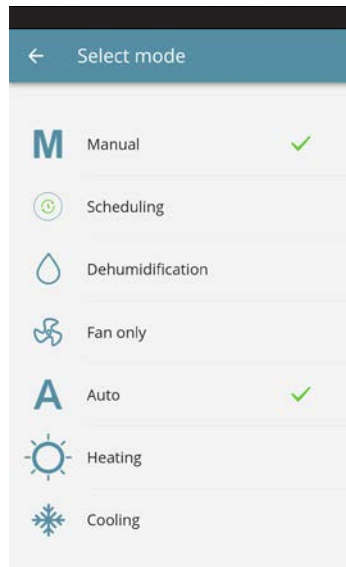 Select mode
M Manual
Scheduling
Dehumidification
Fan only
A Auto
Heating
Cooling